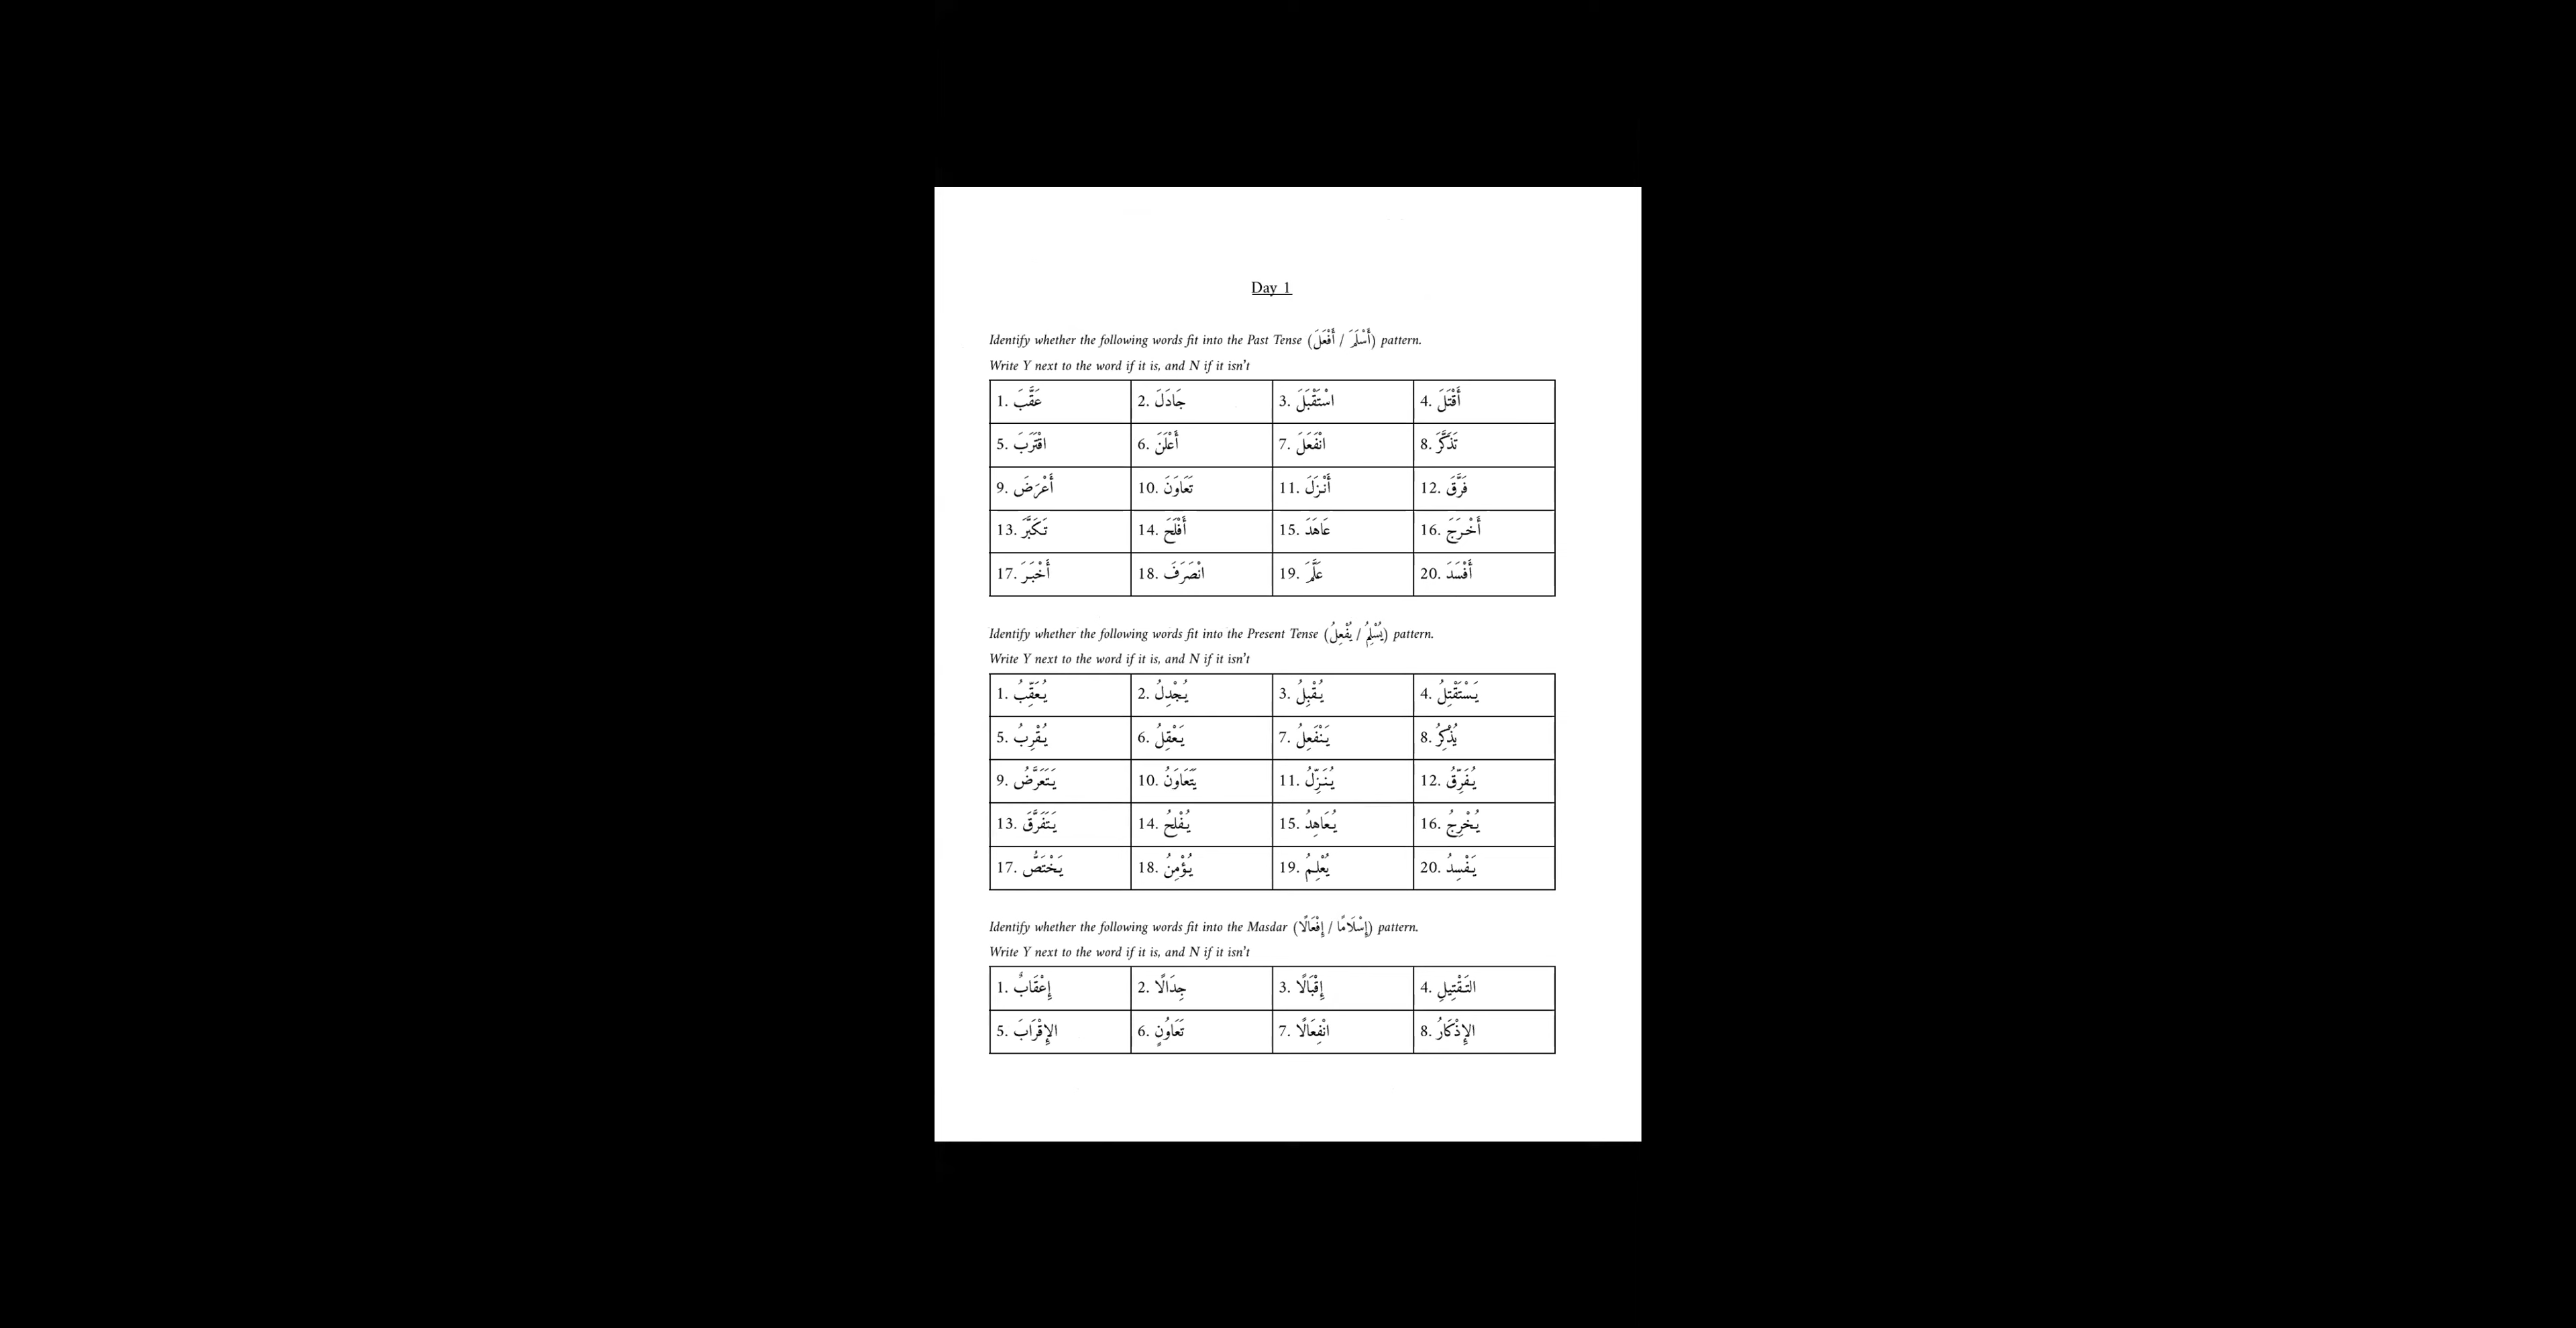 Day 1
Identify whether the following words fit into the Past Tense (أَسْلَمَ / أَفْعَلَ) pattern.
Write Y next to the word if it is, and N if it isn't
1. عَقَّبَ 2. جَادَلَ 3. اسْتَقْبَلَ 4. أَقْتَلَ
5. اقْتَرَبَ 6. أَعْلَنَ 7. انْفَعَلَ 8. تَذَكَّرَ
9. أَعْرَضَ 10. تَعَاوَنَ 11. أَنْزَلَ 12. فَرَّقَ
13. تَكَبَّرَ 14. أَفْلَحَ 15. عَاهَدَ 16. أَخْرَجَ
17. أَخْبَرَ 18. انْصَرَفَ 19. عَلَّمَ 20. أَفْسَدَ
Identify whether the following words fit into the Present Tense (يُسْلِمُ / يُفْعِلُ) pattern.
Write Y next to the word if it is, and N if it isn't
1. يُعَقِّبُ 2. يُجْدِلُ 3. يُقْبِلُ 4. يَسْتَقْتِلُ
5. يُقْرِبُ 6. يَعْقِلُ 7. يَنْفَعِلُ 8. يُذْكِرُ
9. يَتَعَرَّضُ 10. يَتَعَاوَنُ 11. يُنَزِّلُ 12. يُفَرِّقُ
13. يَتَفَرَّقَ 14. يُفْلِحُ 15. يُعَاهِدُ 16. يُخْرِجُ
17. يَخْتَصُّ 18. يُؤْمِنُ 19. يُعْلِمُ 20. يَفْسِدُ
Identify whether the following words fit into the Masdar (إِسْلَامًا / إِفْعَالًا) pattern.
Write Y next to the word if it is, and N if it isn't
1. إِعْقَابٌ 2. جِدَالًا 3. إِقْبَالًا 4. التَقْتِيلِ
5. الإِقْرَابَ 6. تَعَاوُنٍ 7. انْفِعَالًا 8. الإِذْكَارُ